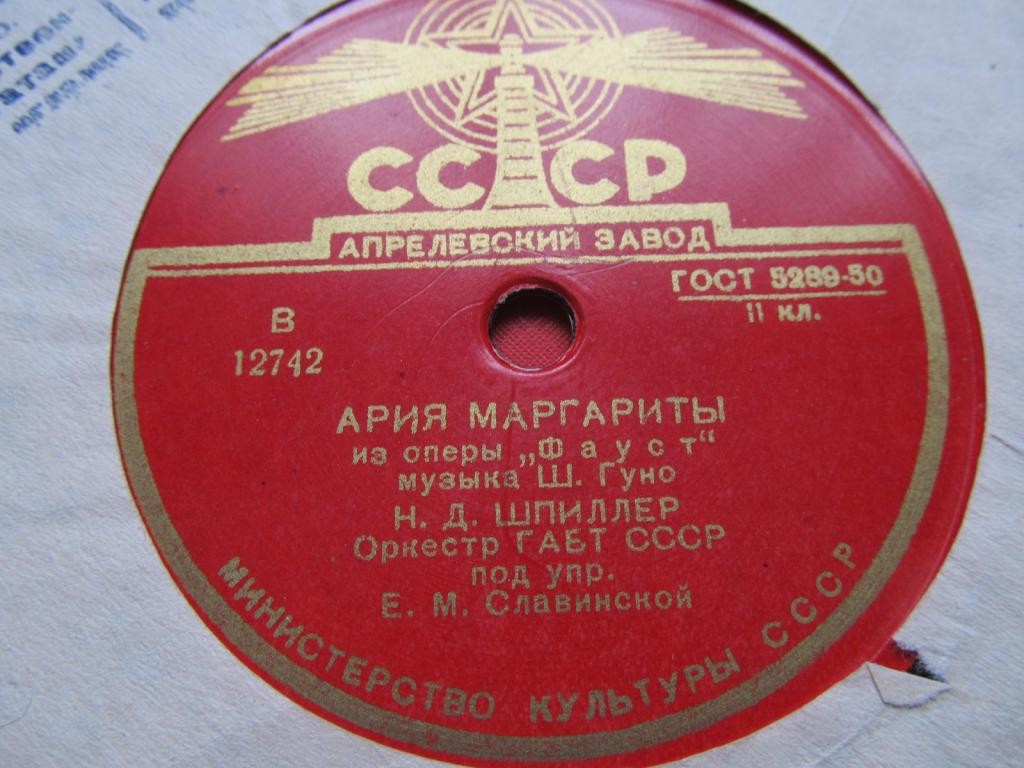 СССР
АПРЕЛЕВСКИЙ ЗАВОД
ГОСТ 5289-50
II кл.
В
12742
АРИЯ МАРГАРИТЫ
из оперы „Фауст“
музыка Ш. Гуно
Н. Д. ШПИЛЛЕР
Оркестр ГАБТ СССР
под упр.
Е. М. Славинской
МИНИСТЕРСТВО КУЛЬТУРЫ СССР